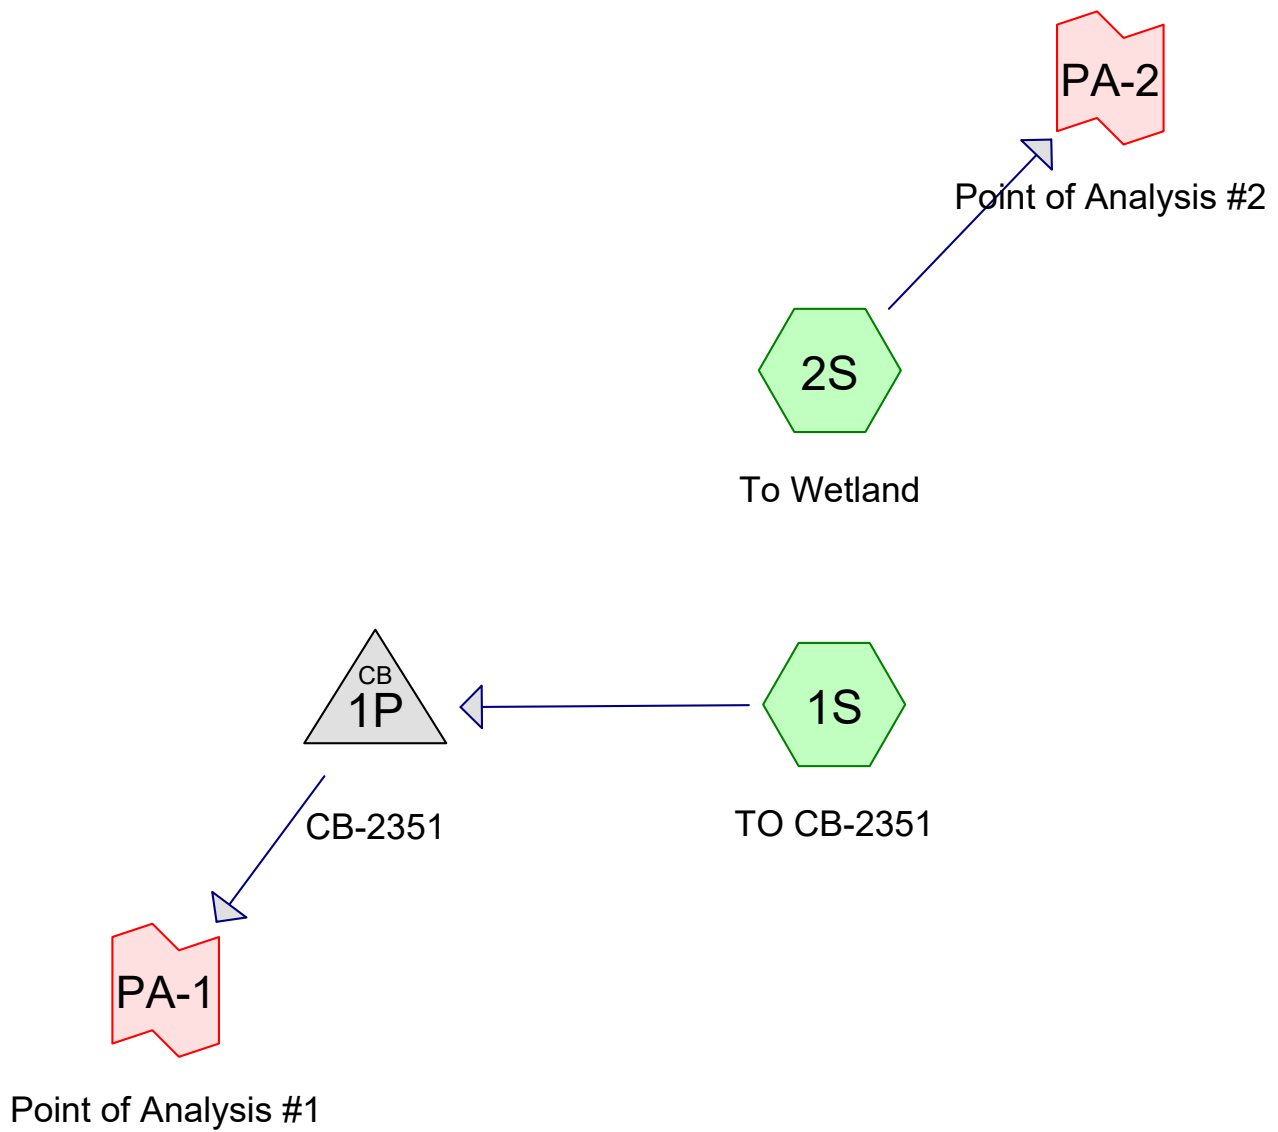 PA-2
Point of Analysis #2
2S
To Wetland
CB
1P
CB-2351
1S
TO CB-2351
PA-1
Point of Analysis #1